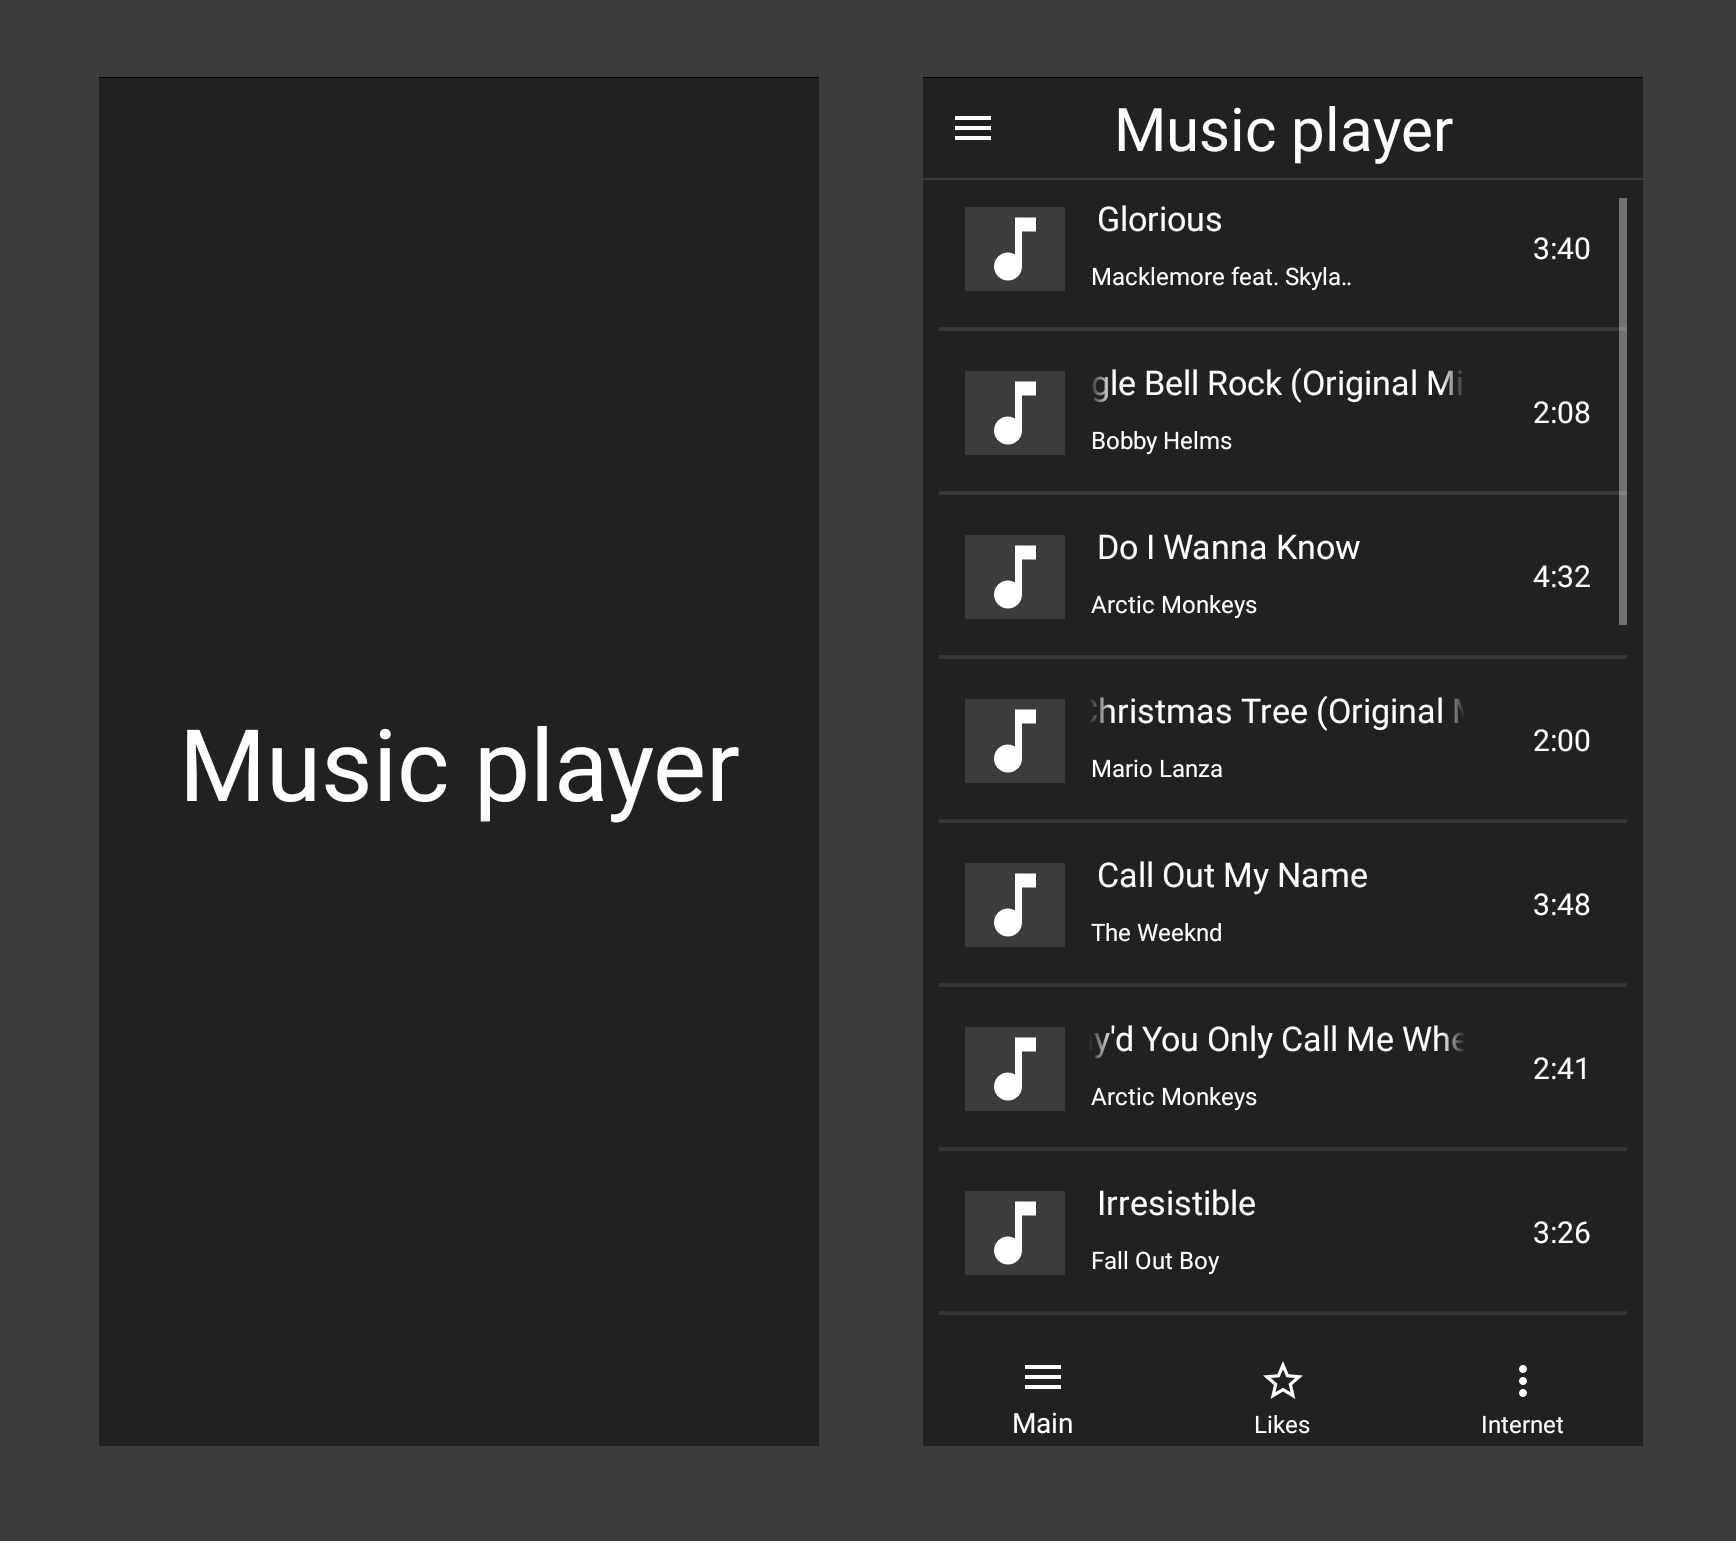 Music player
Music player
Glorious
3:40
Macklemore feat. Skyla..
gle Bell Rock (Original Mi
2:08
Bobby Helms
Do I Wanna Know
4:32
Arctic Monkeys
Christmas Tree (Original M
2:00
Mario Lanza
Call Out My Name
3:48
The Weeknd
y'd You Only Call Me Whe
2:41
Arctic Monkeys
Irresistible
3:26
Fall Out Boy
Main
Likes
Internet